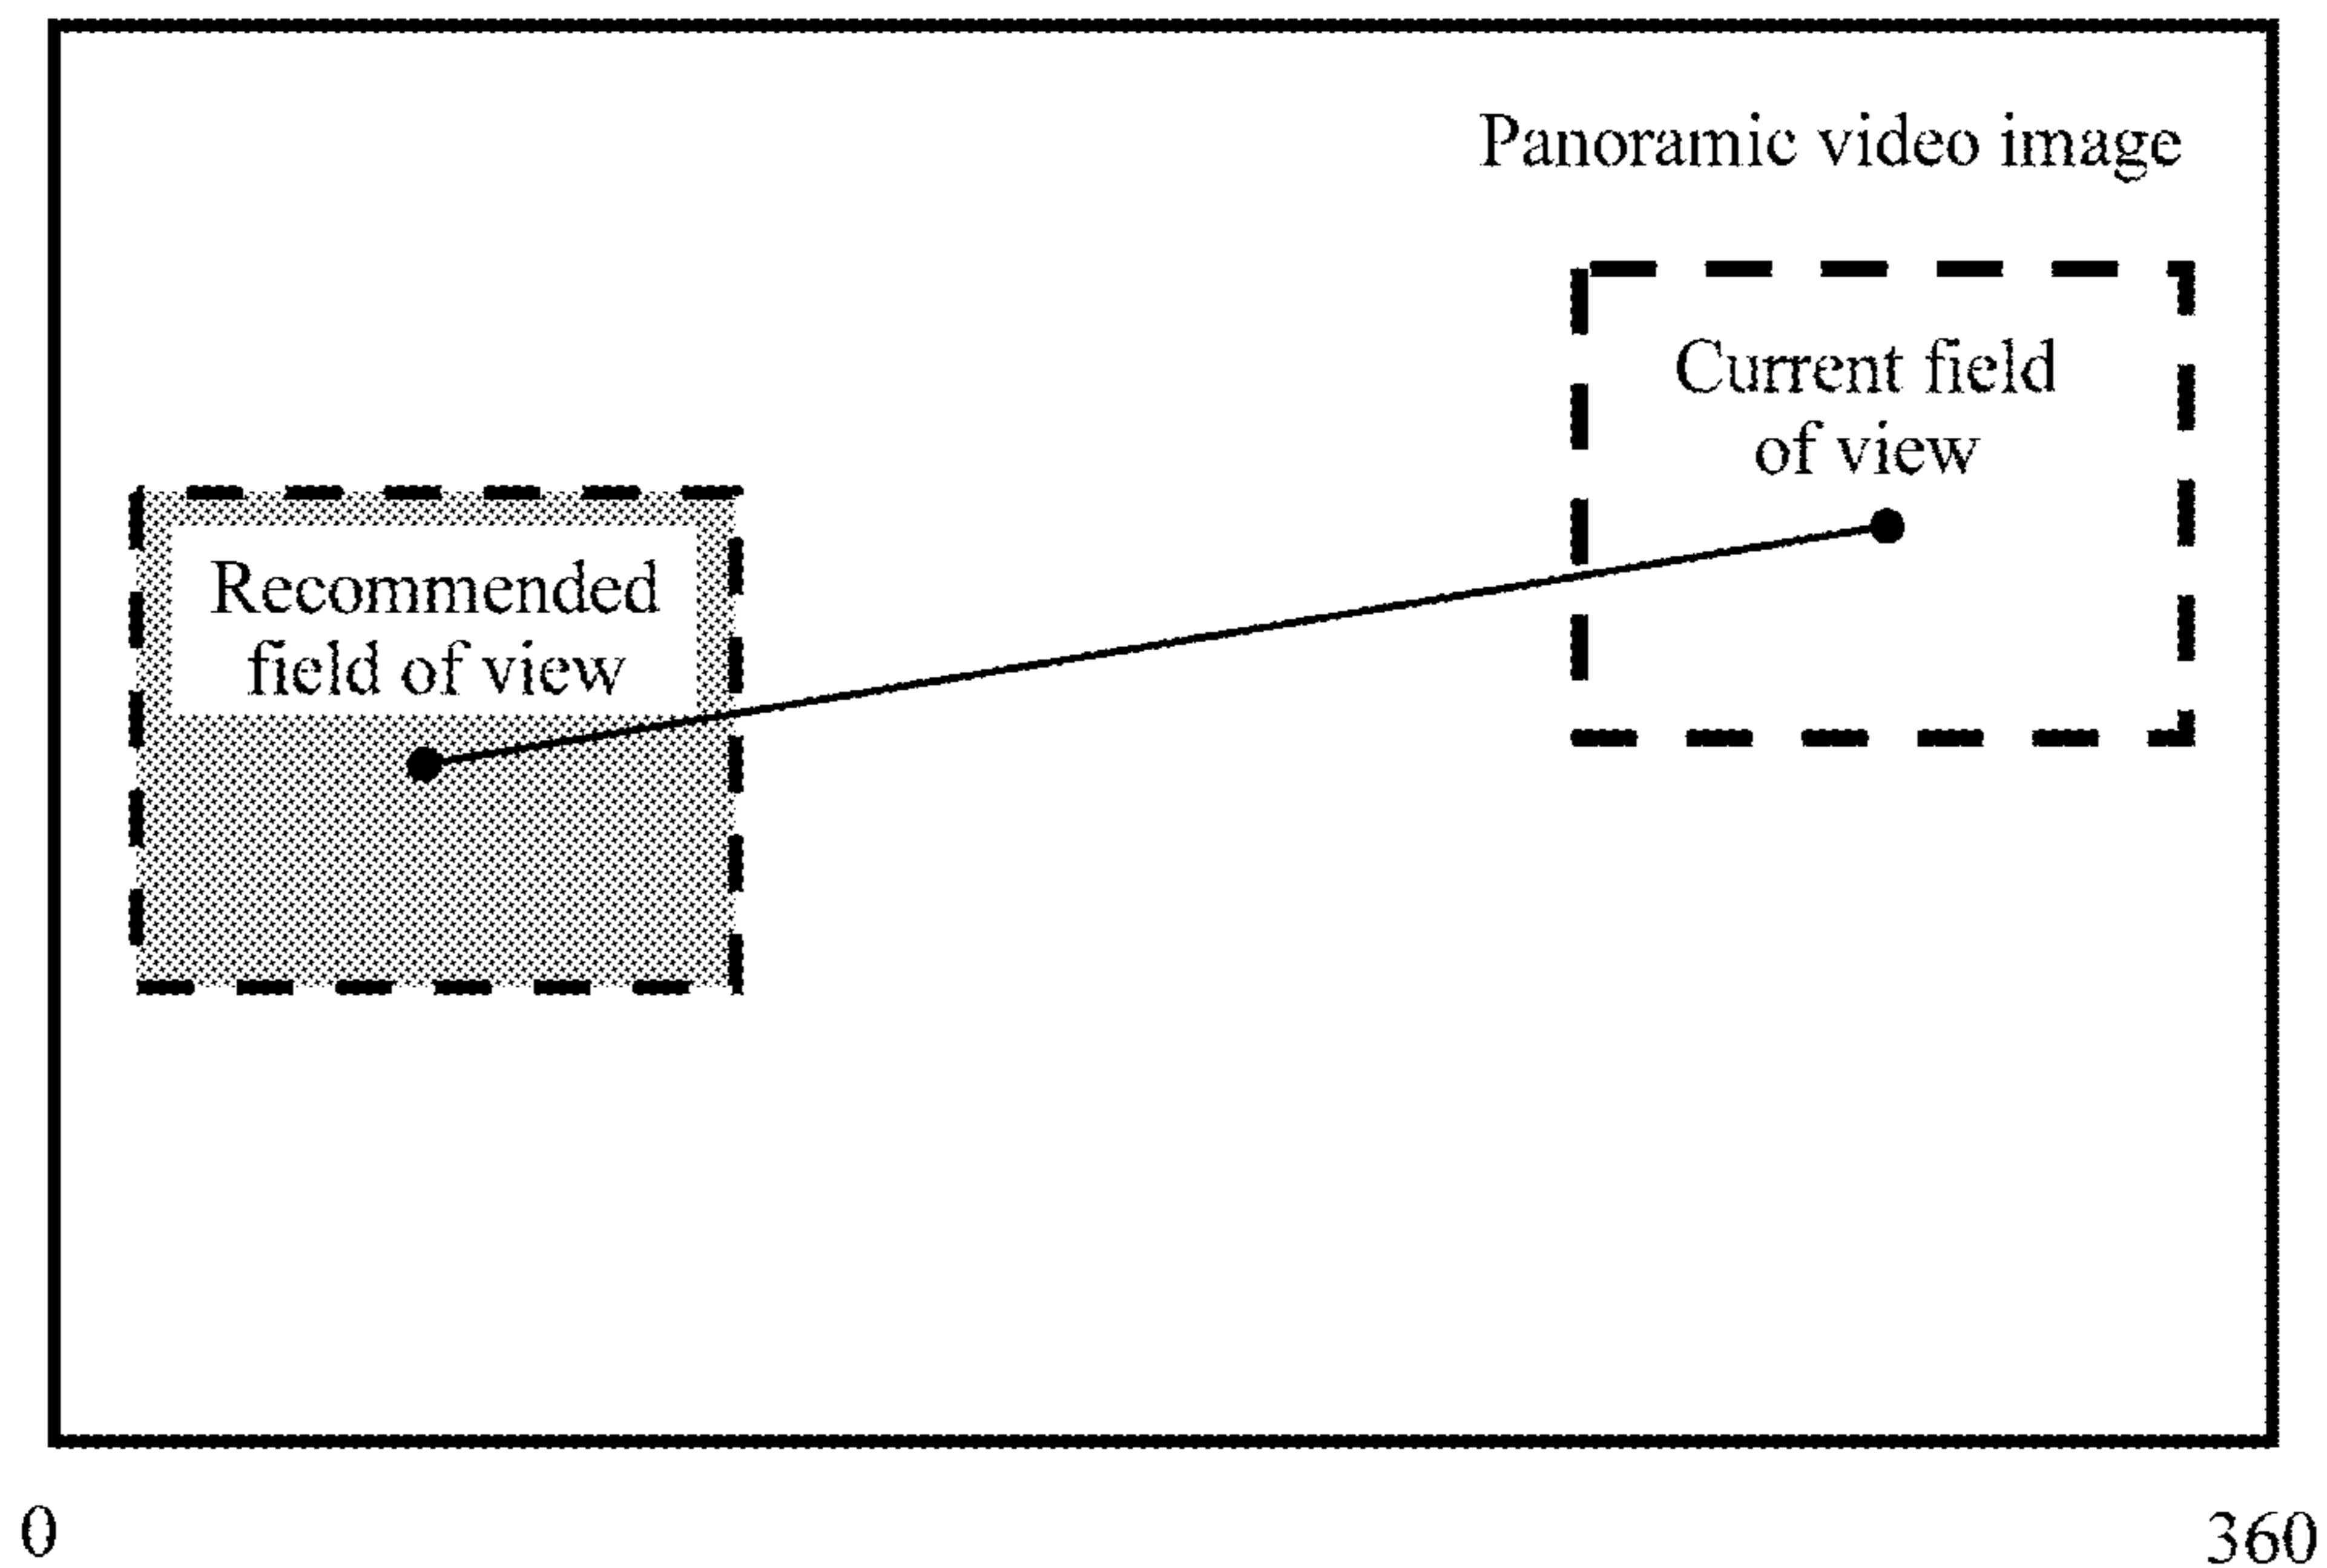 Panoramic video image
Current field
of view
Recommended
field of view
0
360